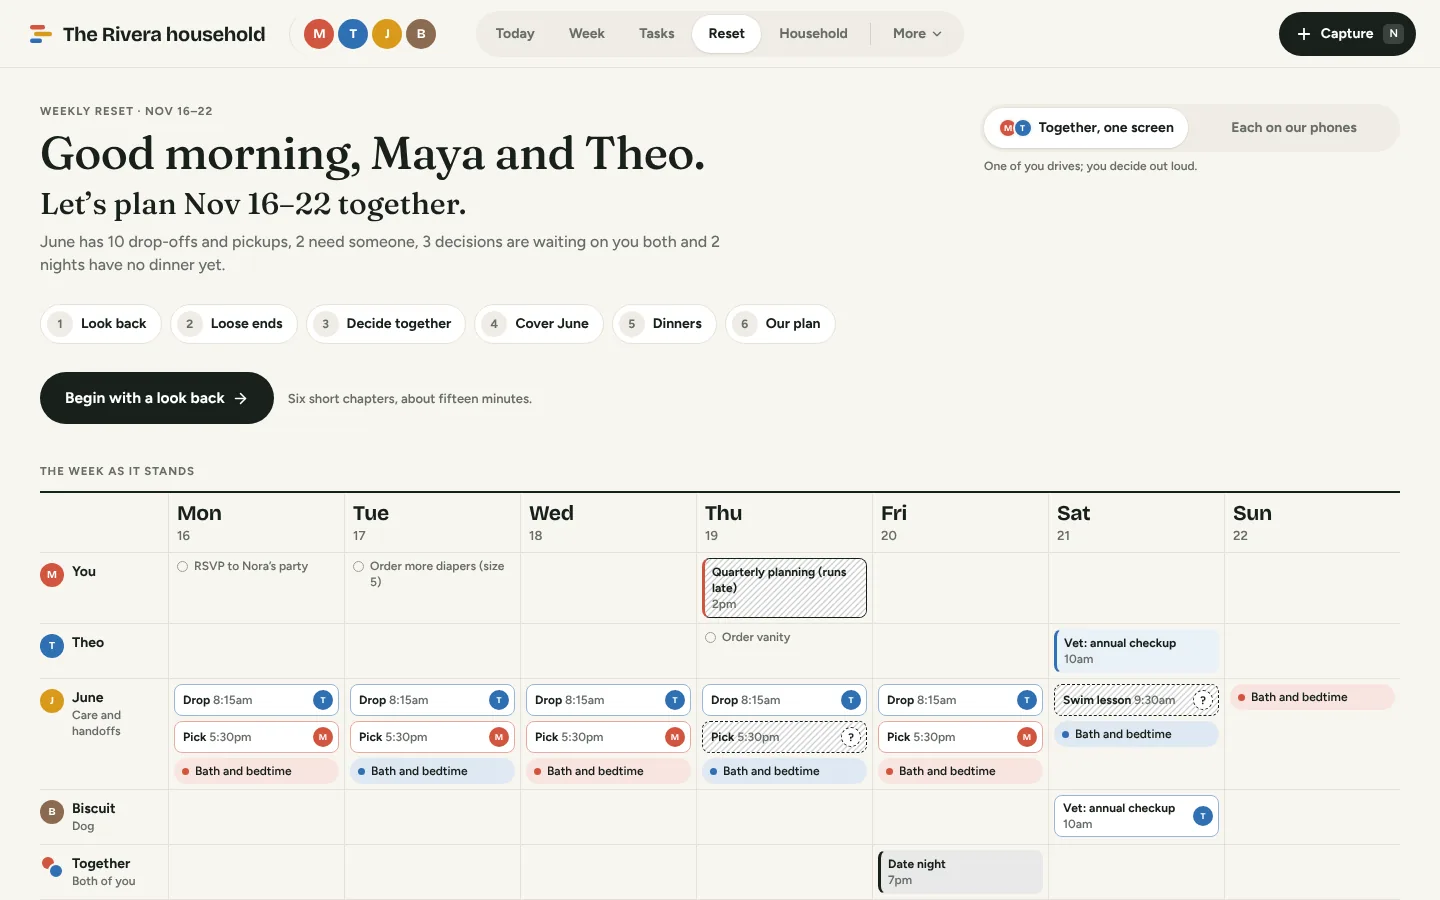 The Rivera household
M T J B
Today Week Tasks Reset Household More
Capture N
WEEKLY RESET · NOV 16–22
Good morning, Maya and Theo.
Let’s plan Nov 16–22 together.
June has 10 drop-offs and pickups, 2 need someone, 3 decisions are waiting on you both and 2
nights have no dinner yet.
M T Together, one screen
Each on our phones
One of you drives; you decide out loud.
1 Look back
2 Loose ends
3 Decide together
4 Cover June
5 Dinners
6 Our plan
Begin with a look back →
Six short chapters, about fifteen minutes.
THE WEEK AS IT STANDS
Mon Tue Wed Thu Fri Sat Sun
16 17 18 19 20 21 22
M You
RSVP to Nora’s party
Order more diapers (size
5)
Quarterly planning (runs
late)
2pm
T Theo
Order vanity
Vet: annual checkup
10am
J June
Care and
handoffs
Drop 8:15am T
Drop 8:15am T
Drop 8:15am T
Drop 8:15am T
Drop 8:15am T
Swim lesson 9:30am ?
Bath and bedtime
Pick 5:30pm M
Pick 5:30pm M
Pick 5:30pm M
Pick 5:30pm ?
Pick 5:30pm M
Bath and bedtime
Bath and bedtime
Bath and bedtime
Bath and bedtime
Bath and bedtime
Bath and bedtime
B Biscuit
Dog
Vet: annual checkup
10am
T
Together
Both of you
Date night
7pm